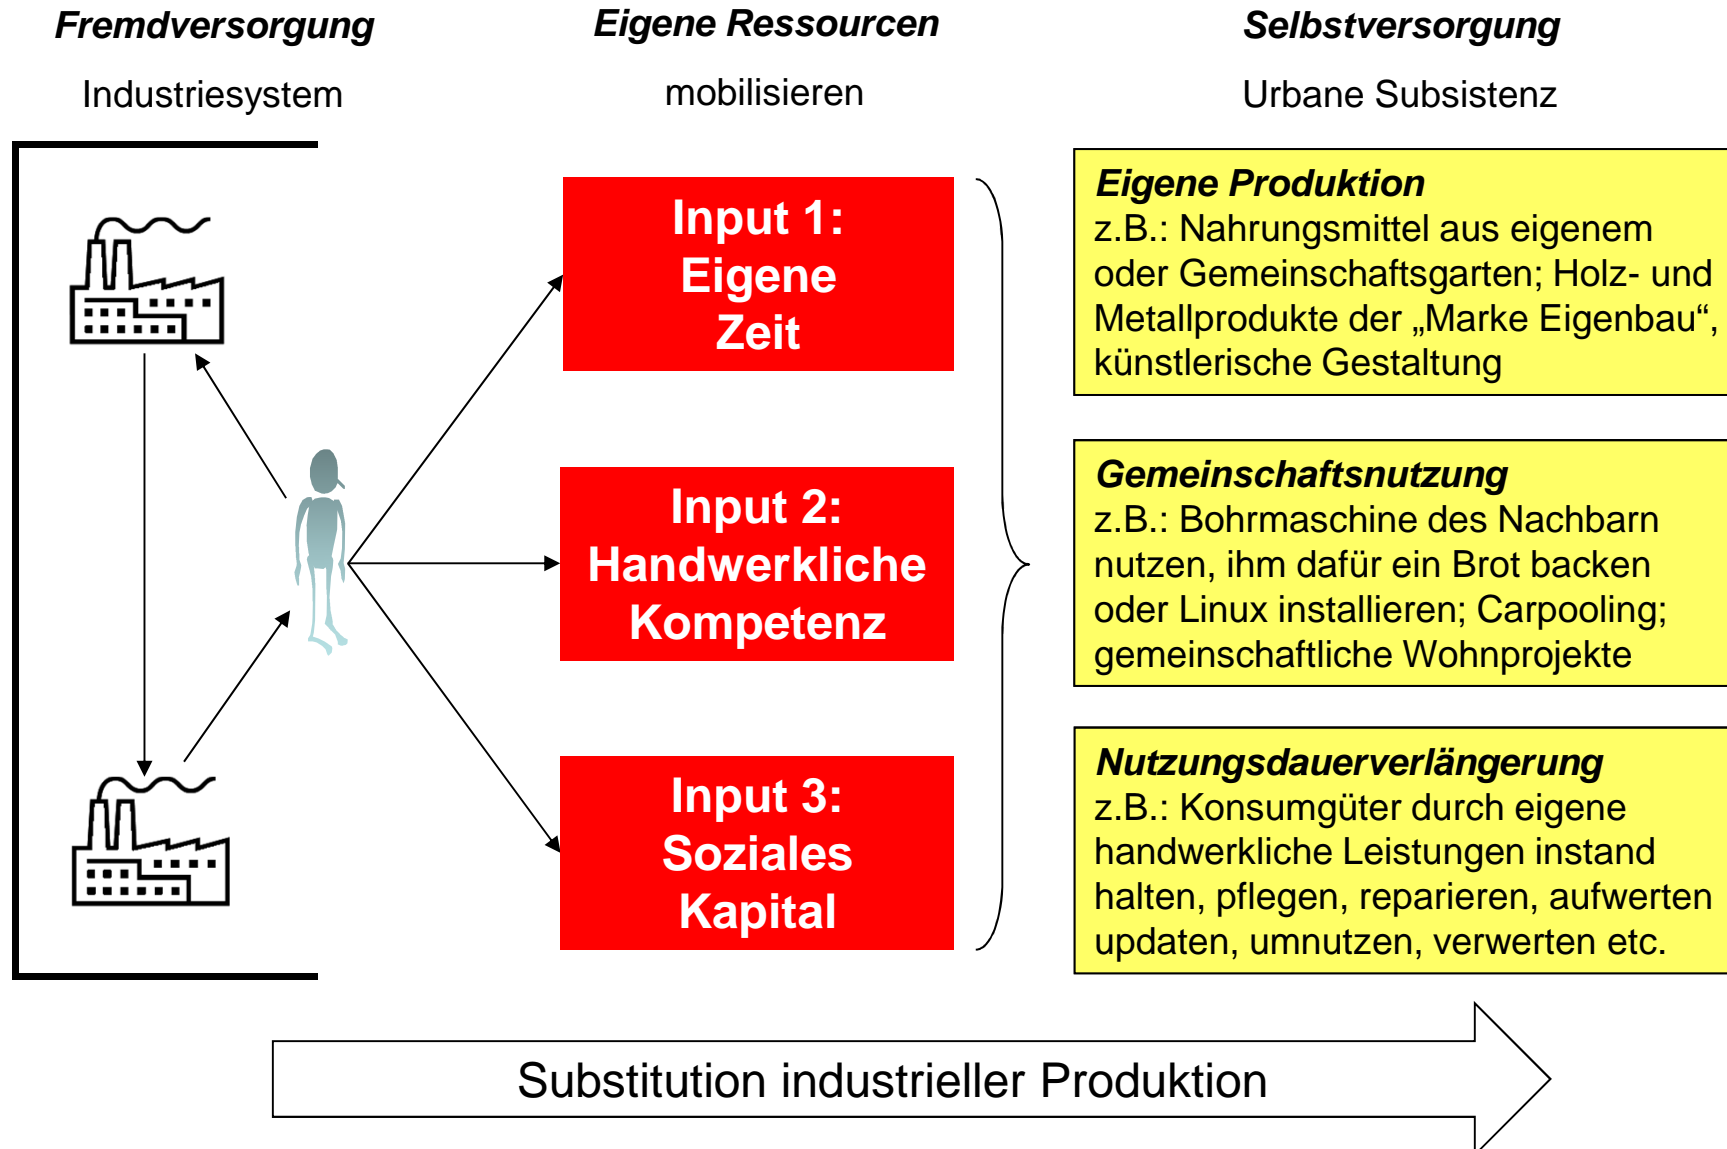 Fremdversorgung
Industriesystem
Eigene Ressourcen
mobilisieren
Selbstversorgung
Urbane Subsistenz
Input 1:
Eigene
Zeit
Input 2:
Handwerkliche
Kompetenz
Input 3:
Soziales
Kapital
Eigene Produktion
z.B.: Nahrungsmittel aus eigenem
oder Gemeinschaftsgarten; Holz- und
Metallprodukte der „Marke Eigenbau“,
künstlerische Gestaltung
Gemeinschaftsnutzung
z.B.: Bohrmaschine des Nachbarn
nutzen, ihm dafür ein Brot backen
oder Linux installieren; Carpooling;
gemeinschaftliche Wohnprojekte
Nutzungsdauerverlängerung
z.B.: Konsumgüter durch eigene
handwerkliche Leistungen instand
halten, pflegen, reparieren, aufwerten
updaten, umnutzen, verwerten etc.
Substitution industrieller Produktion